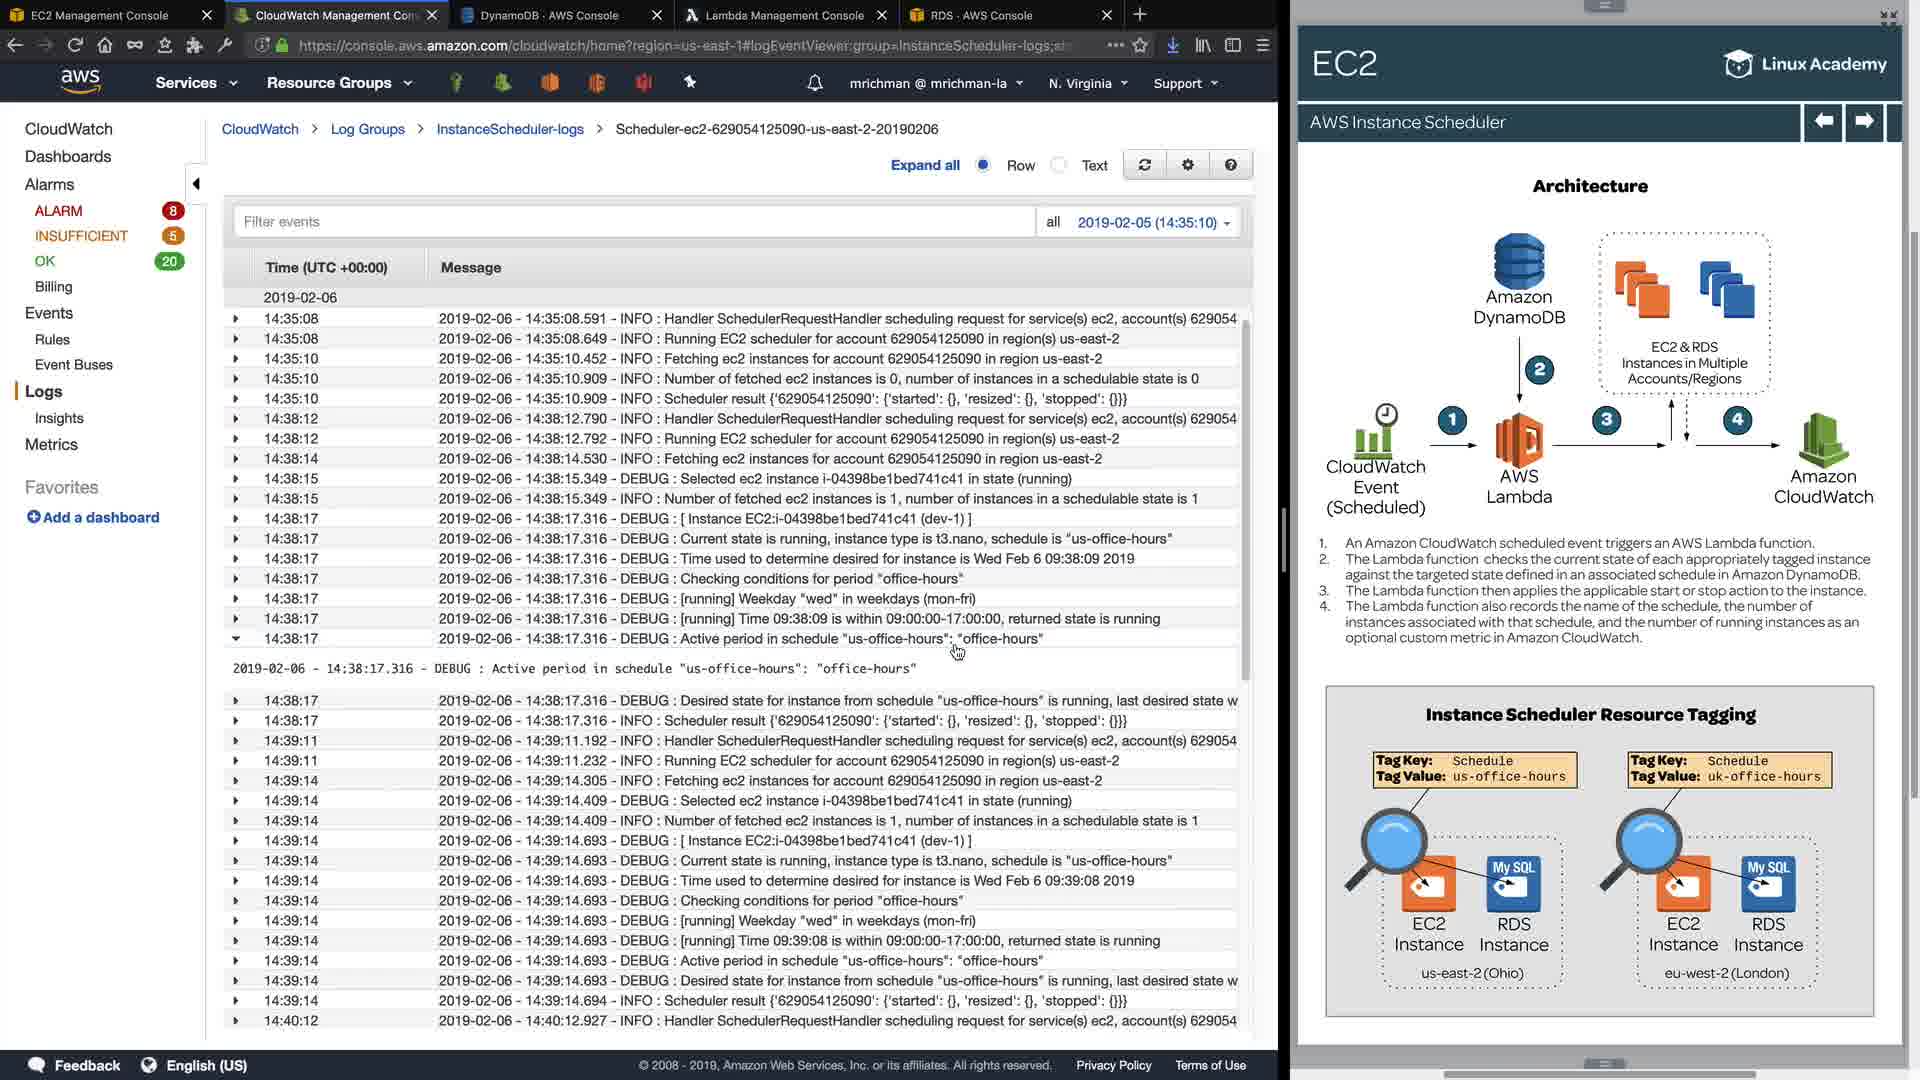 EC2 Management Console
CloudWatch Management Con
DynamoDB · AWS Console
Lambda Management Console
RDS · AWS Console
https://console.aws.amazon.com/cloudwatch/home?region=us-east-1#logEventViewer:group=InstanceScheduler-logs;st
aws
Services
Resource Groups
mrichman @ mrichman-la
N. Virginia
Support
CloudWatch
Dashboards
Alarms
ALARM 8
INSUFFICIENT 5
OK 20
Billing
Events
Rules
Event Buses
Logs
Insights
Metrics
Favorites
Add a dashboard
CloudWatch > Log Groups > InstanceScheduler-logs > Scheduler-ec2-629054125090-us-east-2-20190206
Expand all Row Text
Filter events
all 2019-02-05 (14:35:10)
Time (UTC +00:00) Message
2019-02-06
14:35:08 2019-02-06 - 14:35:08.591 - INFO : Handler SchedulerRequestHandler scheduling request for service(s) ec2, account(s) 629054
14:35:08 2019-02-06 - 14:35:08.649 - INFO : Running EC2 scheduler for account 629054125090 in region(s) us-east-2
14:35:10 2019-02-06 - 14:35:10.452 - INFO : Fetching ec2 instances for account 629054125090 in region us-east-2
14:35:10 2019-02-06 - 14:35:10.909 - INFO : Number of fetched ec2 instances is 0, number of instances in a schedulable state is 0
14:35:10 2019-02-06 - 14:35:10.909 - INFO : Scheduler result {'629054125090': {'started': {}, 'resized': {}, 'stopped': {}}}
14:38:12 2019-02-06 - 14:38:12.790 - INFO : Handler SchedulerRequestHandler scheduling request for service(s) ec2, account(s) 629054
14:38:12 2019-02-06 - 14:38:12.792 - INFO : Running EC2 scheduler for account 629054125090 in region(s) us-east-2
14:38:14 2019-02-06 - 14:38:14.530 - INFO : Fetching ec2 instances for account 629054125090 in region us-east-2
14:38:15 2019-02-06 - 14:38:15.349 - DEBUG : Selected ec2 instance i-04398be1bed741c41 in state (running)
14:38:15 2019-02-06 - 14:38:15.349 - INFO : Number of fetched ec2 instances is 1, number of instances in a schedulable state is 1
14:38:17 2019-02-06 - 14:38:17.316 - DEBUG : [ Instance EC2:i-04398be1bed741c41 (dev-1) ]
14:38:17 2019-02-06 - 14:38:17.316 - DEBUG : Current state is running, instance type is t3.nano, schedule is "us-office-hours"
14:38:17 2019-02-06 - 14:38:17.316 - DEBUG : Time used to determine desired for instance is Wed Feb 6 09:38:09 2019
14:38:17 2019-02-06 - 14:38:17.316 - DEBUG : Checking conditions for period "office-hours"
14:38:17 2019-02-06 - 14:38:17.316 - DEBUG : [running] Weekday "wed" in weekdays (mon-fri)
14:38:17 2019-02-06 - 14:38:17.316 - DEBUG : [running] Time 09:38:09 is within 09:00:00-17:00:00, returned state is running
14:38:17 2019-02-06 - 14:38:17.316 - DEBUG : Active period in schedule "us-office-hours": "office-hours"
2019-02-06 - 14:38:17.316 - DEBUG : Active period in schedule "us-office-hours": "office-hours"
14:38:17 2019-02-06 - 14:38:17.316 - DEBUG : Desired state for instance from schedule "us-office-hours" is running, last desired state w
14:38:17 2019-02-06 - 14:38:17.316 - INFO : Scheduler result {'629054125090': {'started': {}, 'resized': {}, 'stopped': {}}}
14:39:11 2019-02-06 - 14:39:11.192 - INFO : Handler SchedulerRequestHandler scheduling request for service(s) ec2, account(s) 629054
14:39:11 2019-02-06 - 14:39:11.232 - INFO : Running EC2 scheduler for account 629054125090 in region(s) us-east-2
14:39:14 2019-02-06 - 14:39:14.305 - INFO : Fetching ec2 instances for account 629054125090 in region us-east-2
14:39:14 2019-02-06 - 14:39:14.409 - DEBUG : Selected ec2 instance i-04398be1bed741c41 in state (running)
14:39:14 2019-02-06 - 14:39:14.409 - INFO : Number of fetched ec2 instances is 1, number of instances in a schedulable state is 1
14:39:14 2019-02-06 - 14:39:14.693 - DEBUG : [ Instance EC2:i-04398be1bed741c41 (dev-1) ]
14:39:14 2019-02-06 - 14:39:14.693 - DEBUG : Current state is running, instance type is t3.nano, schedule is "us-office-hours"
14:39:14 2019-02-06 - 14:39:14.693 - DEBUG : Time used to determine desired for instance is Wed Feb 6 09:39:08 2019
14:39:14 2019-02-06 - 14:39:14.693 - DEBUG : Checking conditions for period "office-hours"
14:39:14 2019-02-06 - 14:39:14.693 - DEBUG : [running] Weekday "wed" in weekdays (mon-fri)
14:39:14 2019-02-06 - 14:39:14.693 - DEBUG : [running] Time 09:39:08 is within 09:00:00-17:00:00, returned state is running
14:39:14 2019-02-06 - 14:39:14.693 - DEBUG : Active period in schedule "us-office-hours": "office-hours"
14:39:14 2019-02-06 - 14:39:14.693 - DEBUG : Desired state for instance from schedule "us-office-hours" is running, last desired state w
14:39:14 2019-02-06 - 14:39:14.694 - INFO : Scheduler result {'629054125090': {'started': {}, 'resized': {}, 'stopped': {}}}
14:40:12 2019-02-06 - 14:40:12.927 - INFO : Handler SchedulerRequestHandler scheduling request for service(s) ec2, account(s) 629054
Feedback
English (US)
© 2008 - 2019, Amazon Web Services, Inc. or its affiliates. All rights reserved.
Privacy Policy
Terms of Use
EC2
Linux Academy
AWS Instance Scheduler
Architecture
Amazon
DynamoDB
EC2 & RDS
Instances in Multiple
Accounts/Regions
2
1
3
4
CloudWatch
Event
(Scheduled)
AWS
Lambda
Amazon
CloudWatch
1. An Amazon CloudWatch scheduled event triggers an AWS Lambda function.
2. The Lambda function checks the current state of each appropriately tagged instance
against the targeted state defined in an associated schedule in Amazon DynamoDB.
3. The Lambda function then applies the applicable start or stop action to the instance.
4. The Lambda function also records the name of the schedule, the number of
instances associated with that schedule, and the number of running instances as an
optional custom metric in Amazon CloudWatch.
Instance Scheduler Resource Tagging
Tag Key: Schedule
Tag Value: us-office-hours
Tag Key: Schedule
Tag Value: uk-office-hours
My SQL
My SQL
EC2
Instance
RDS
Instance
EC2
Instance
RDS
Instance
us-east-2 (Ohio)
eu-west-2 (London)